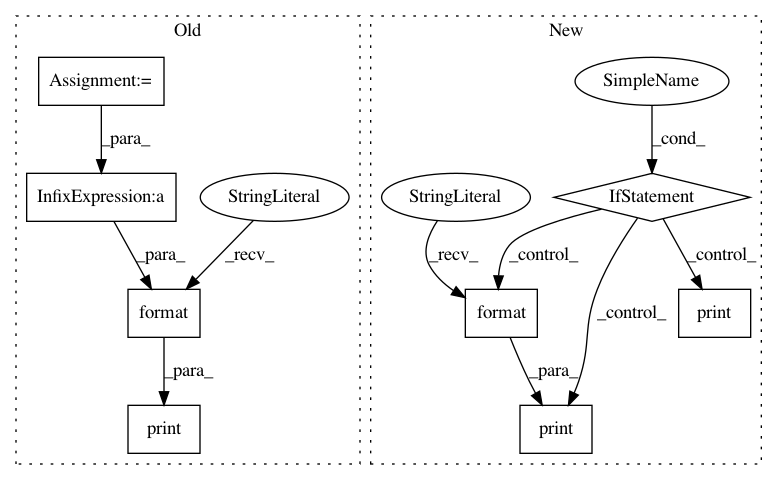 Old
New
Assignment:=
SimpleName
_para_
_cond_
InfixExpression:a
StringLiteral
StringLiteral
IfStatement
_para_
_recv_
_recv_
_control_
_control_
format
format
_control_
print
_para_
_para_
print
print